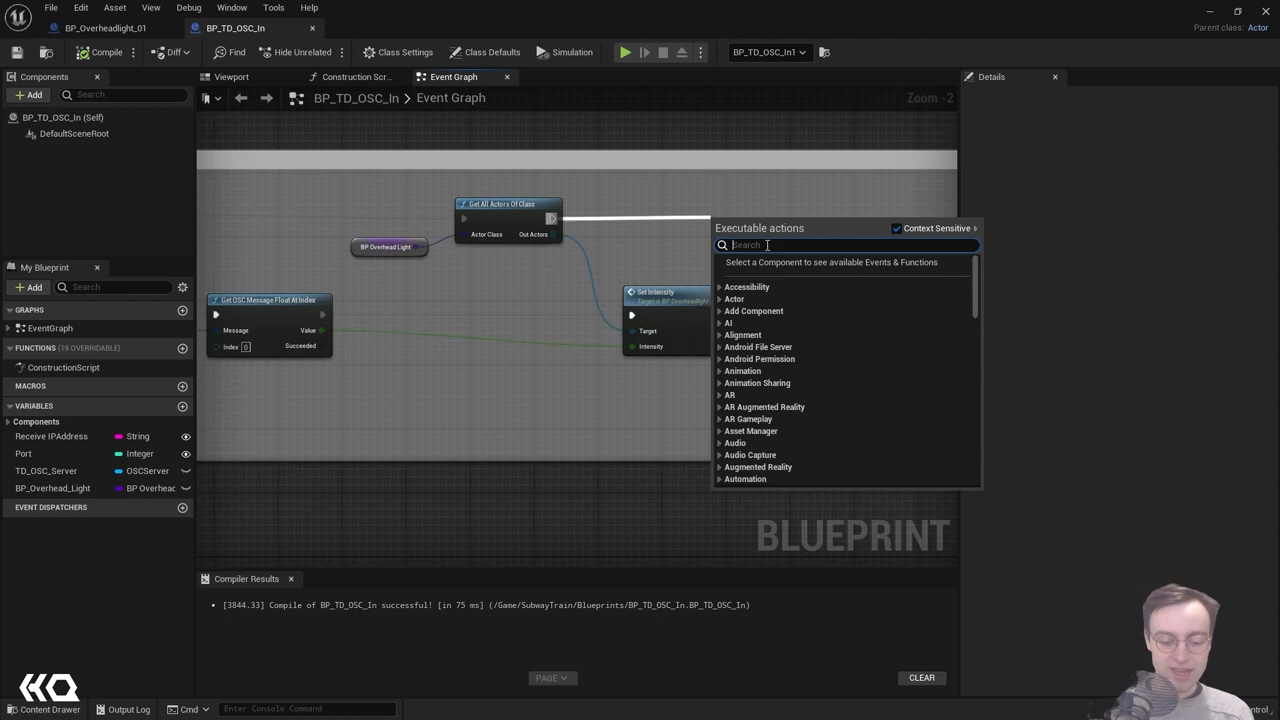 File Edit Asset View Debug Window Tools Help
BP_Overheadlight_01 BP_TD_OSC_In Parent class: Actor
Compile Diff Find Hide Unrelated Class Settings Class Defaults Simulation BP_TD_OSC_In1
Components Viewport Construction Scr... Event Graph Details
Add Search BP_TD_OSC_In Event Graph Zoom -2
BP_TD_OSC_In (Self)
DefaultSceneRoot
Get All Actors Of Class
Actor Class Out Actors
BP Overhead Light
Get OSC Message Float At Index
Message Value
Index 0 Succeeded
Set Intensity
Target is BP Overheadlight
Target
Intensity
Executable actions Context Sensitive
Search
Select a Component to see available Events & Functions
Accessibility
Actor
Add Component
AI
Alignment
Android File Server
Android Permission
Animation
Animation Sharing
AR
AR Augmented Reality
AR Gameplay
Asset Manager
Audio
Audio Capture
Augmented Reality
Automation
My Blueprint
Add Search
GRAPHS
EventGraph
FUNCTIONS (19 OVERRIDABLE)
ConstructionScript
MACROS
VARIABLES
Components
Receive IPAddress String
Port Integer
TD_OSC_Server OSCServer
BP_Overhead_Light BP Overhead
EVENT DISPATCHERS
BLUEPRINT
Compiler Results
[3844.33] Compile of BP_TD_OSC_In successful! [in 75 ms] (/Game/SubwayTrain/Blueprints/BP_TD_OSC_In.BP_TD_OSC_In)
PAGE CLEAR
HQ
Content Drawer Output Log Cmd Enter Console Command